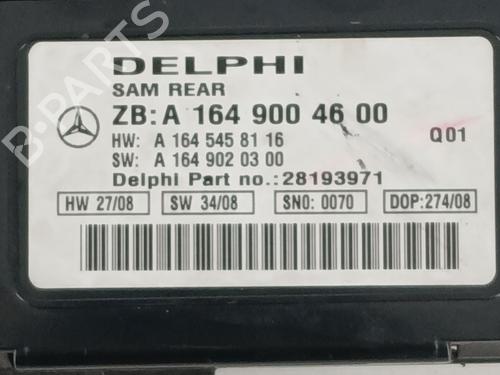 DELPHI
SAM REAR
ZB: A 164 900 46 00
HW: A 164 545 81 16 Q01
SW: A 164 902 03 00
Delphi Part no.: 28193971
HW 27/08 SW 34/08 SNO: 0070 DOP:274/08
B-PARTS